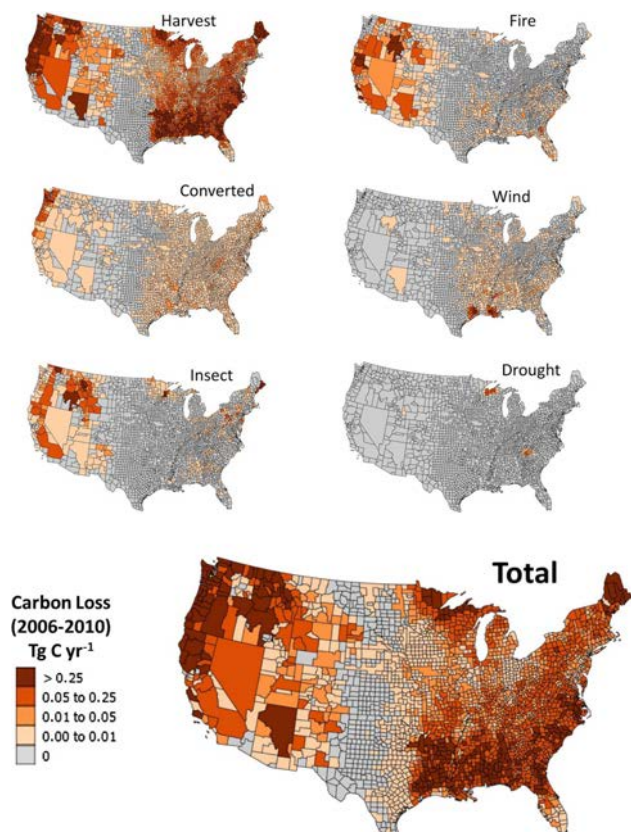 Harvest
Fire
Converted
Wind
Insect
Drought
Total
Carbon Loss
(2006-2010)
Tg C yr⁻¹
> 0.25
0.05 to 0.25
0.01 to 0.05
0.00 to 0.01
0